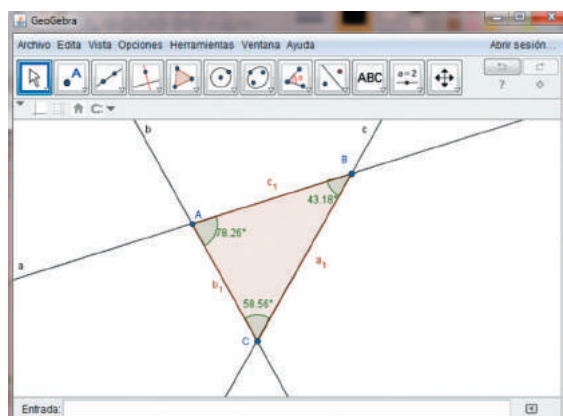 GeoGebra
Archivo Edita Vista Opciones Herramientas Ventana Ayuda Abrir sesión...
A ABC a=2
?
b
c
B
c₁
43.18°
A
78.26°
a
b₁
a₁
58.56°
C
Entrada: